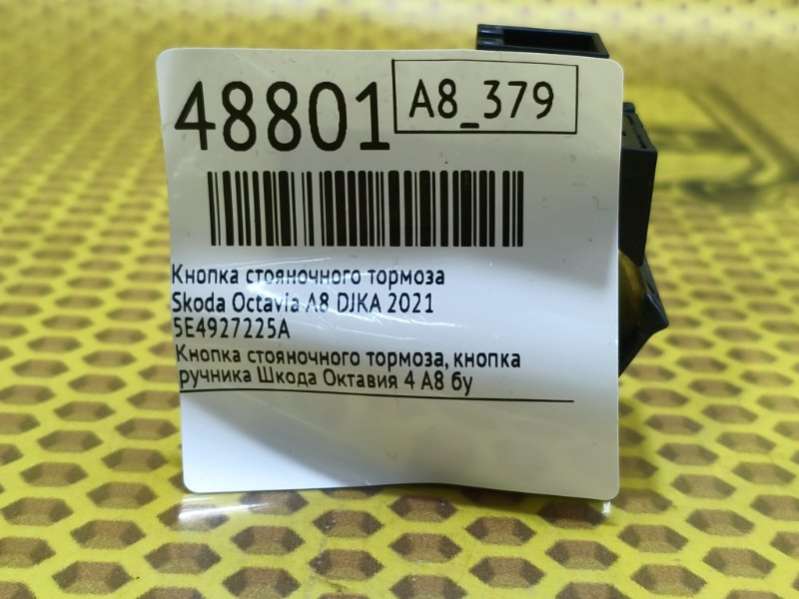 48801
A8_379
Кнопка стояночного тормоза
Skoda Octavia A8 DJKA 2021
5E4927225A
Кнопка стояночного тормоза, кнопка
ручника Шкода Октавия 4 А8 бу